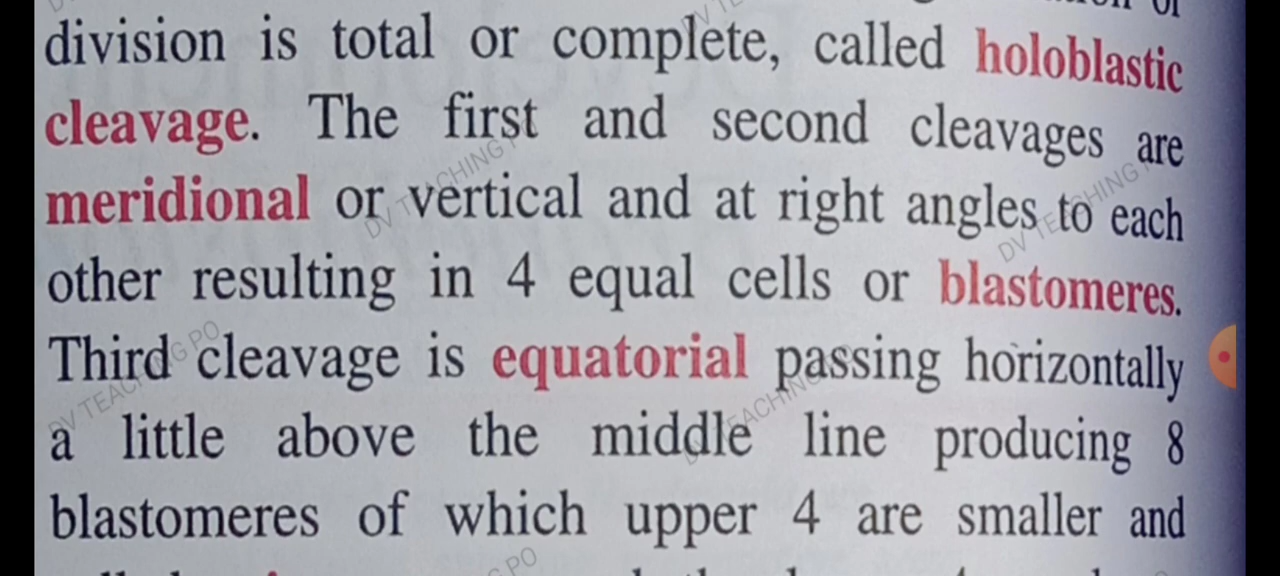 division is total or complete, called holoblastic
cleavage. The first and second cleavages are
meridional or vertical and at right angles to each
other resulting in 4 equal cells or blastomeres.
Third cleavage is equatorial passing horizontally
a little above the middle line producing 8
blastomeres of which upper 4 are smaller and